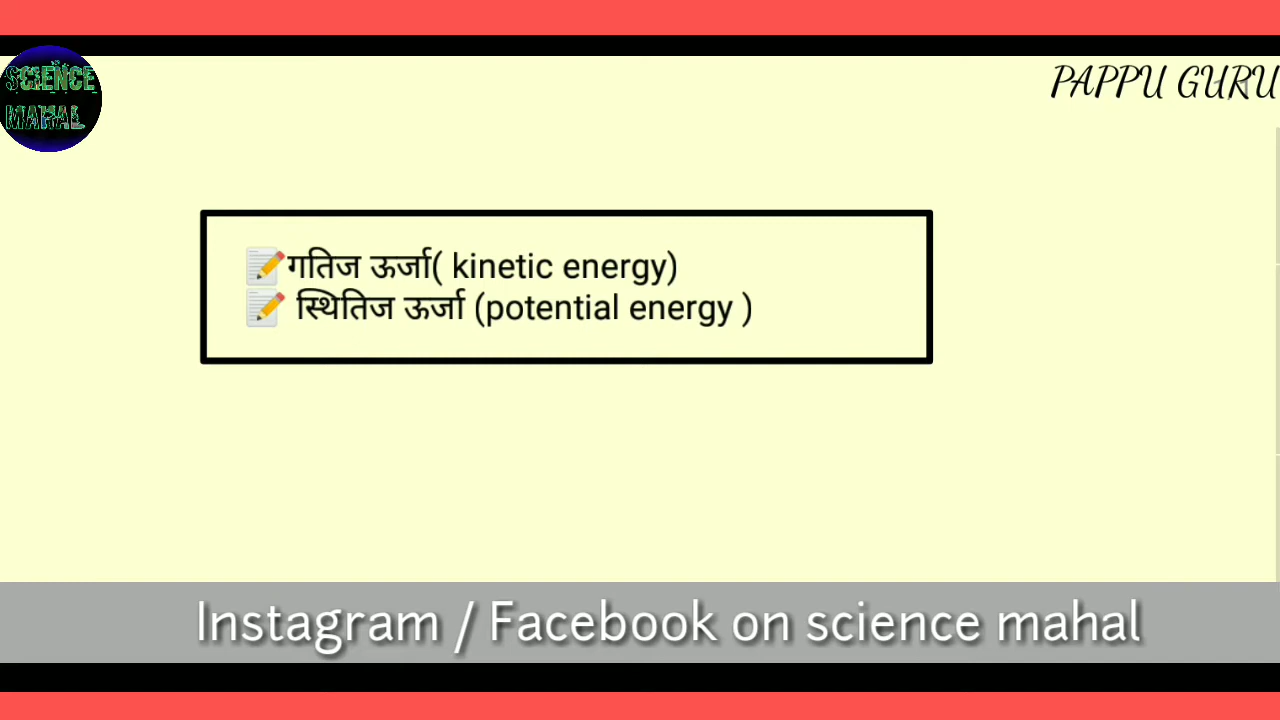 SCIENCE
MAHAL
PAPPU GURU
📝गतिज ऊर्जा( kinetic energy)
📝 स्थितिज ऊर्जा (potential energy )
Instagram / Facebook on science mahal